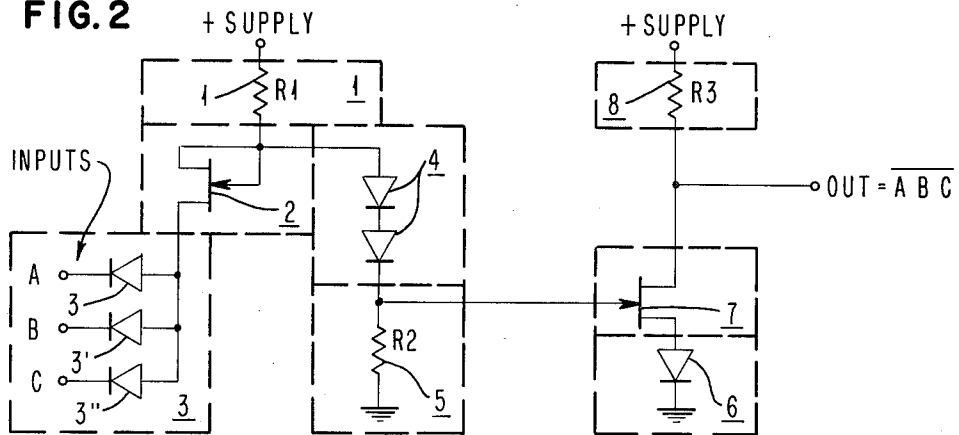 FIG. 2
+ SUPPLY
+ SUPPLY
1
R1
1
8
R3
INPUTS
4
2
2
OUT = A̅ ̅B̅ ̅C̅
A
3
B
3'
C
3"
3
R2
5
7
6